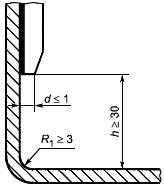 d ≤ 1
R₁ ≥ 3
h ≥ 30